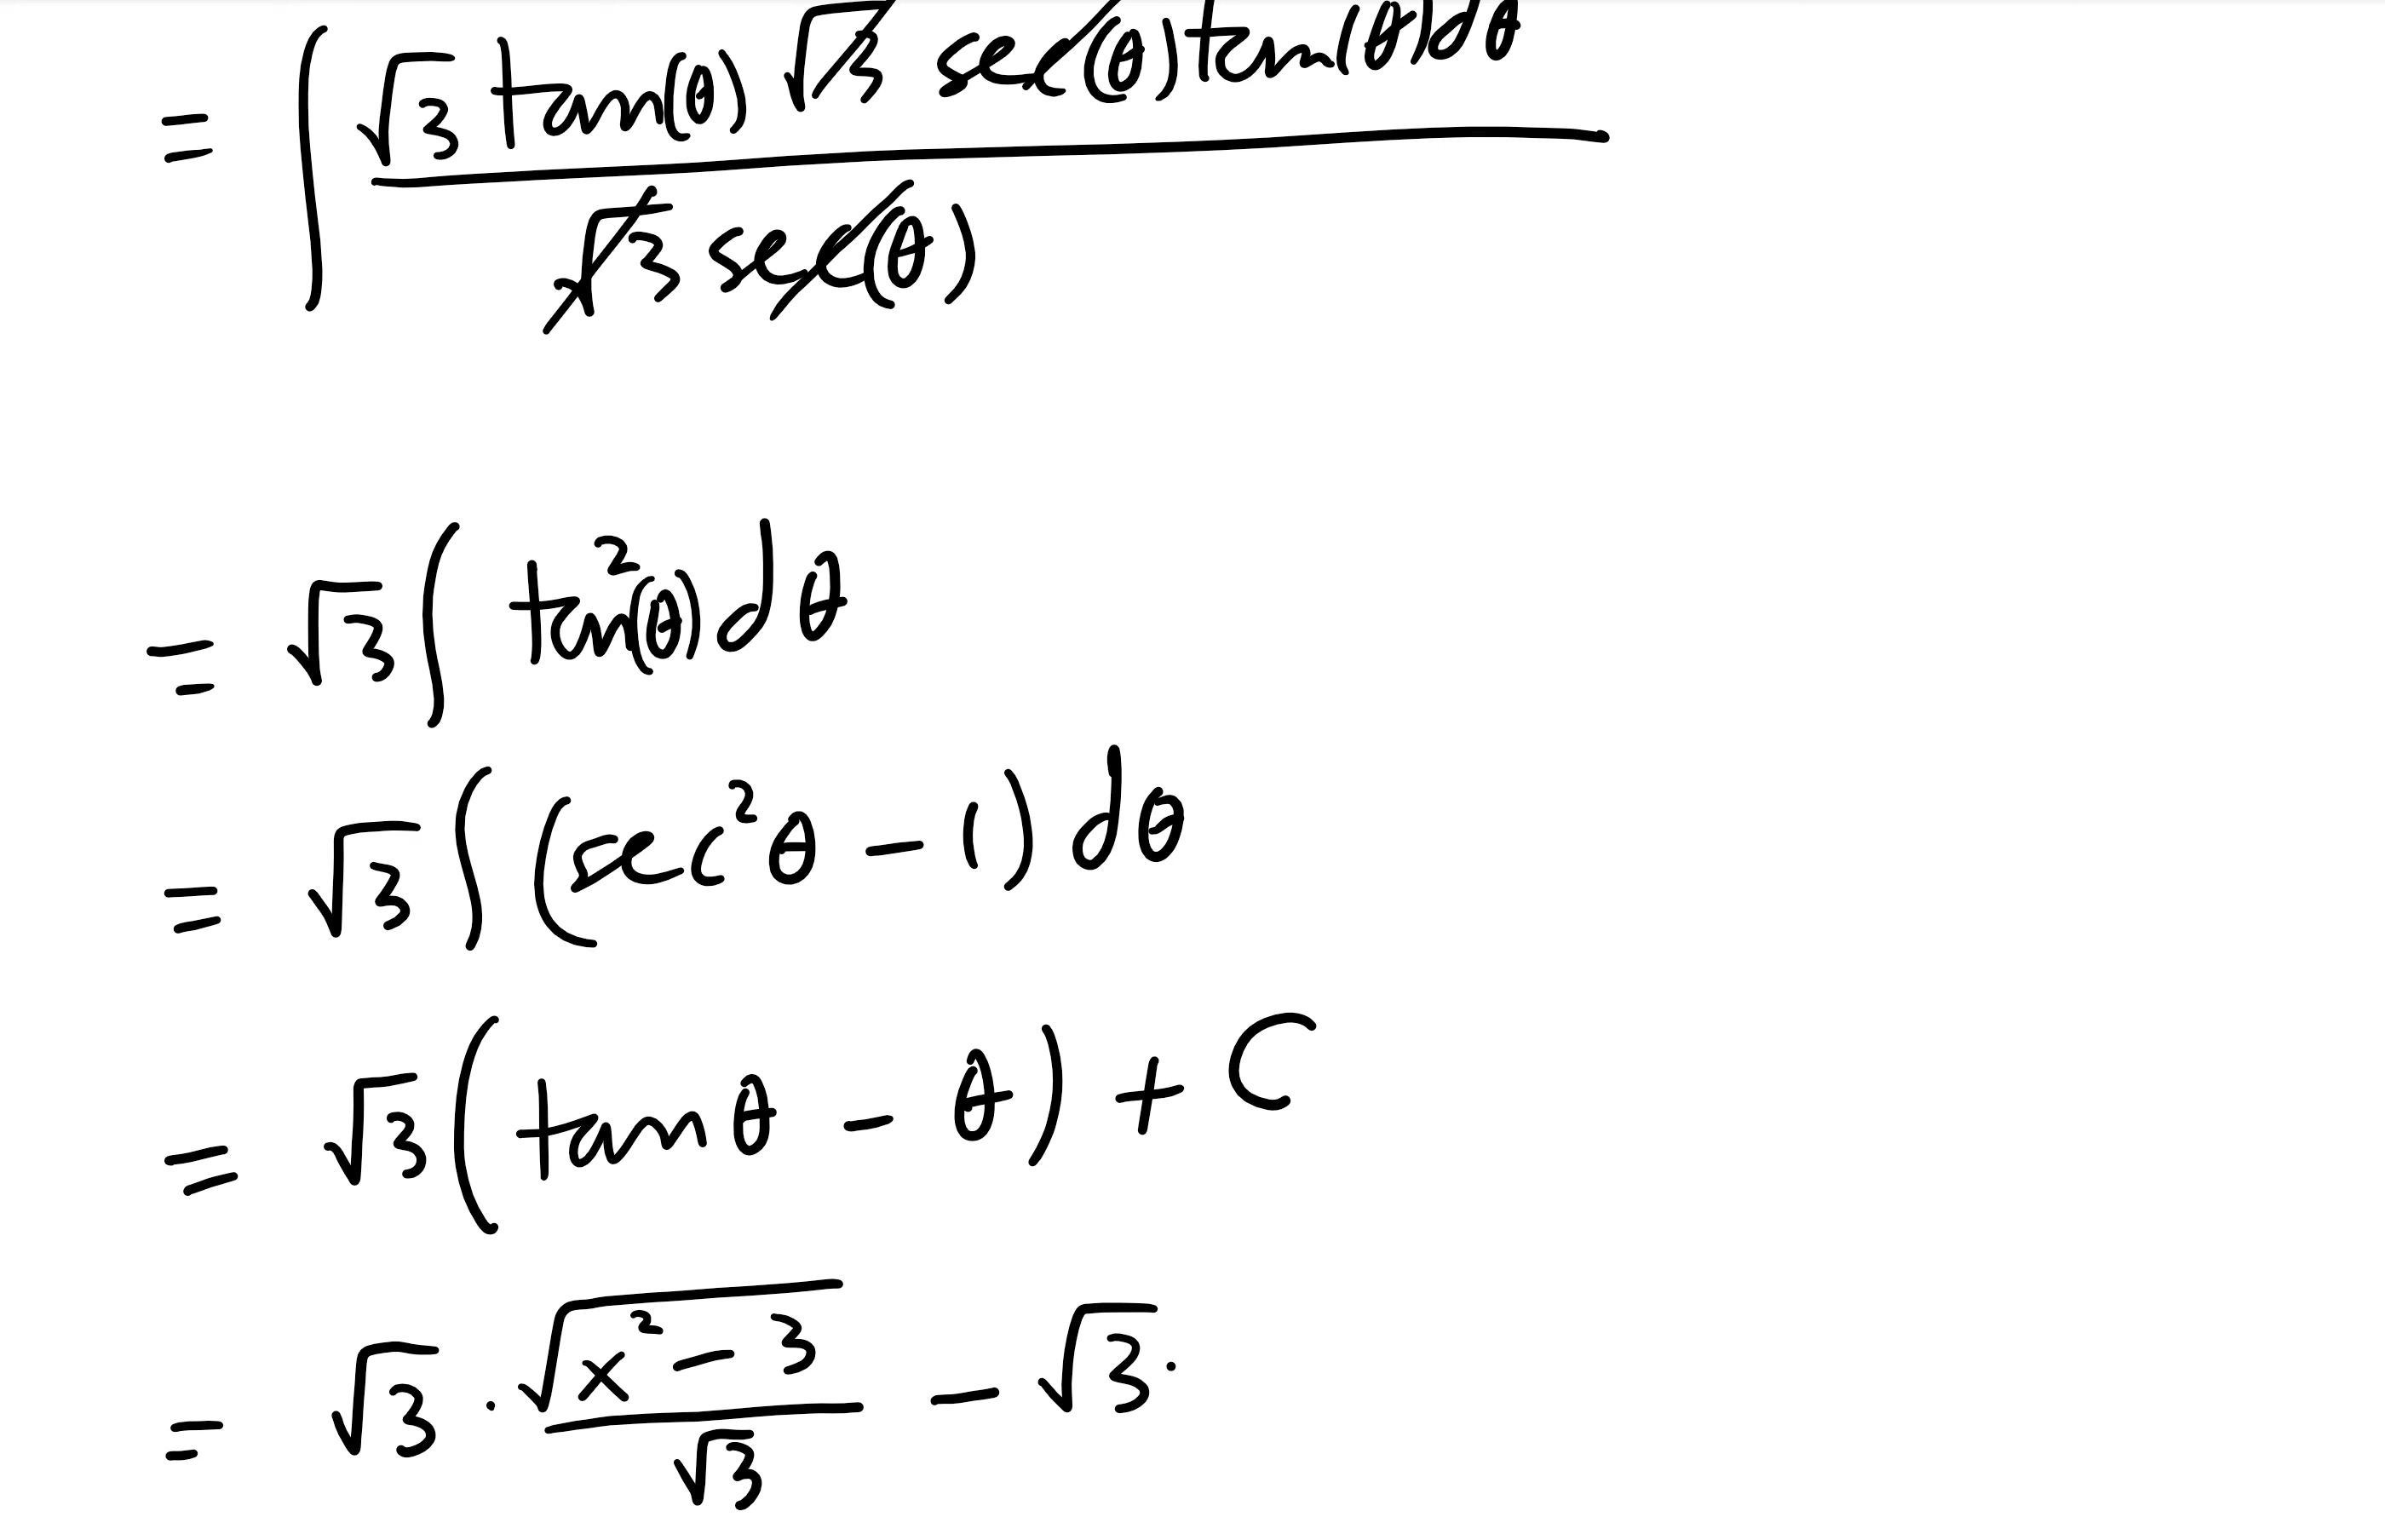 = ∫ √3 tan(θ) √3 sec(θ) tan(θ) dθ / √3 sec(θ)
= √3 ∫ tan²(θ) dθ
= √3 ∫ (sec²θ - 1) dθ
= √3 (tan θ - θ) + C
= √3 · √(x² - 3) / √3 - √3 ·